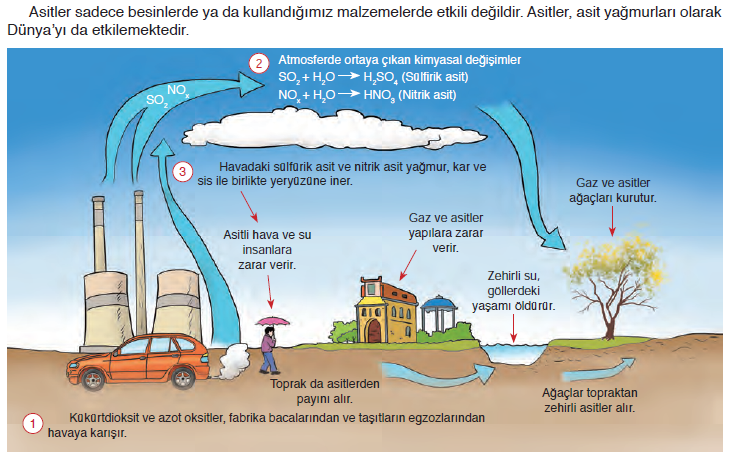 Asitler sadece besinlerde ya da kullandığımız malzemelerde etkili değildir. Asitler, asit yağmurları olarak
Dünya'yı da etkilemektedir.
2
Atmosferde ortaya çıkan kimyasal değişimler
SO₂ + H₂O → H₂SO₄ (Sülfirik asit)
NOₓ + H₂O → HNO₃ (Nitrik asit)
NOₓ
SO₂
3
Havadaki sülfürik asit ve nitrik asit yağmur, kar ve
sis ile birlikte yeryüzüne iner.
Asitli hava ve su
insanlara
zarar verir.
Gaz ve asitler
yapılara zarar
verir.
Gaz ve asitler
ağaçları kurutur.
Zehirli su,
göllerdeki
yaşamı öldürür.
Toprak da asitlerden
payını alır.
Ağaçlar topraktan
zehirli asitler alır.
1
Kükürtdioksit ve azot oksitler, fabrika bacalarından ve taşıtların egzozlarından
havaya karışır.